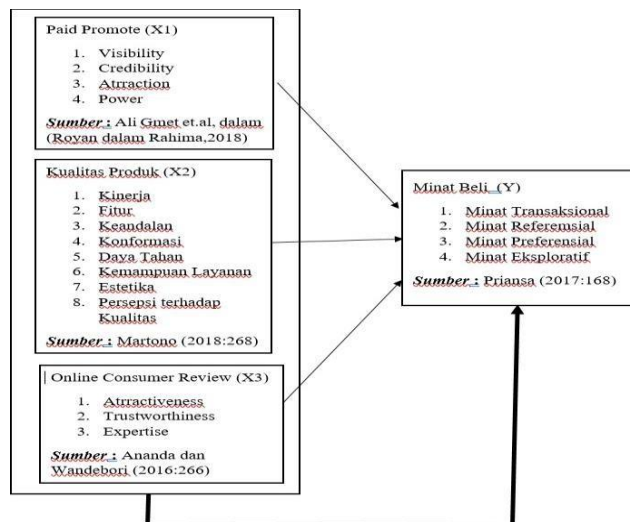 Paid Promote (X1)
1. Visibility
2. Credibility
3. Atrraction
4. Power
Sumber : Ali Gmet et.al, dalam
(Royan dalam Rahima,2018)
Kualitas Produk (X2)
1. Kinerja
2. Fitur
3. Keandalan
4. Konformasi
5. Daya Tahan
6. Kemampuan Layanan
7. Estetika
8. Persepsi terhadap
Kualitas
Sumber : Martono (2018:268)
Online Consumer Review (X3)
1. Atrractiveness
2. Trustworthiness
3. Expertise
Sumber : Ananda dan
Wandebori (2016:266)
Minat Beli (Y)
1. Minat Transaksional
2. Minat Referemsial
3. Minat Preferensial
4. Minat Eksploratif
Sumber : Priansa (2017:168)